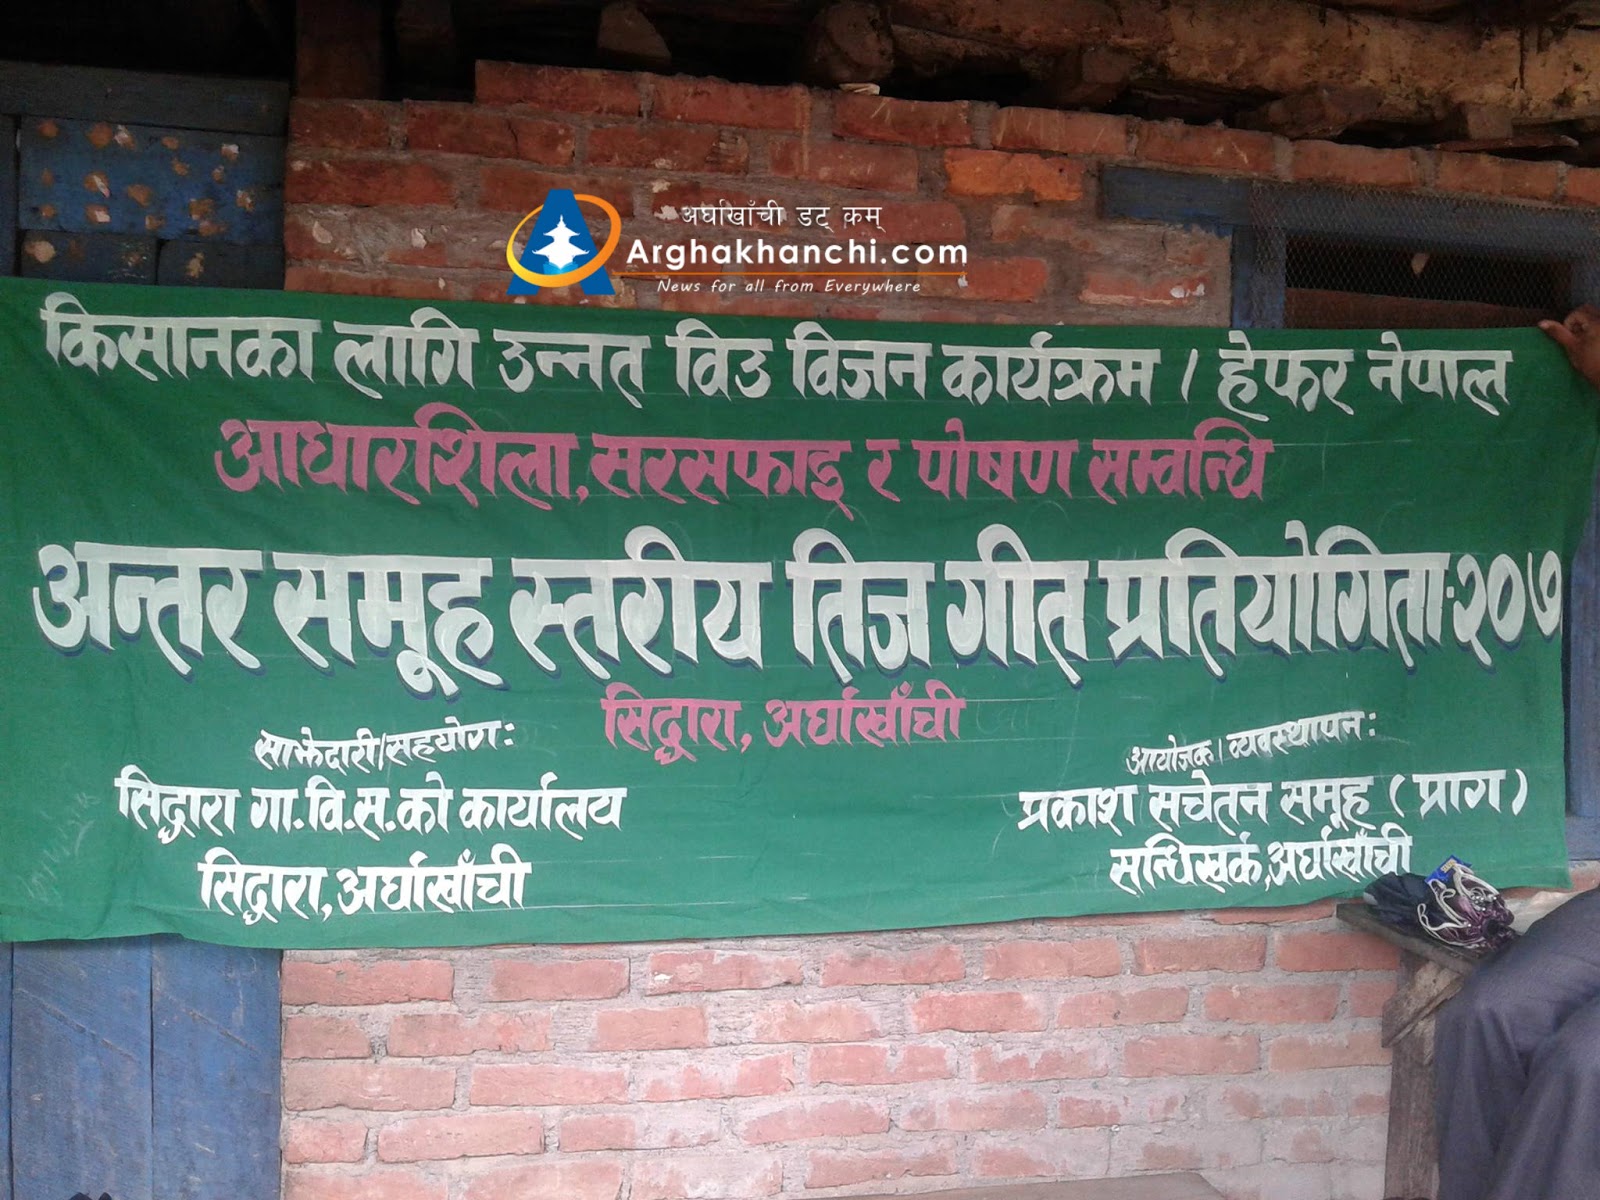 अर्घाखाँची डट् कम्
Arghakhanchi.com
News for all from Everywhere
किसानका लागि उन्नत विउ विजन कार्यक्रम / हेफर नेपाल
आधारशिला, सरसफाइ र पोषण सम्वन्धि
अन्तर समूह स्तरीय तिज गीत प्रतियोगिता-२०७
सिद्धारा, अर्घाखाँची
साझेदारी/सहयोग:
सिद्धारा गा.वि.स.को कार्यालय
सिद्धारा, अर्घाखाँची
आयोजक/व्यवस्थापन:
प्रकाश सचेतन समूह (प्राग)
सन्धिखर्क, अर्घाखाँची